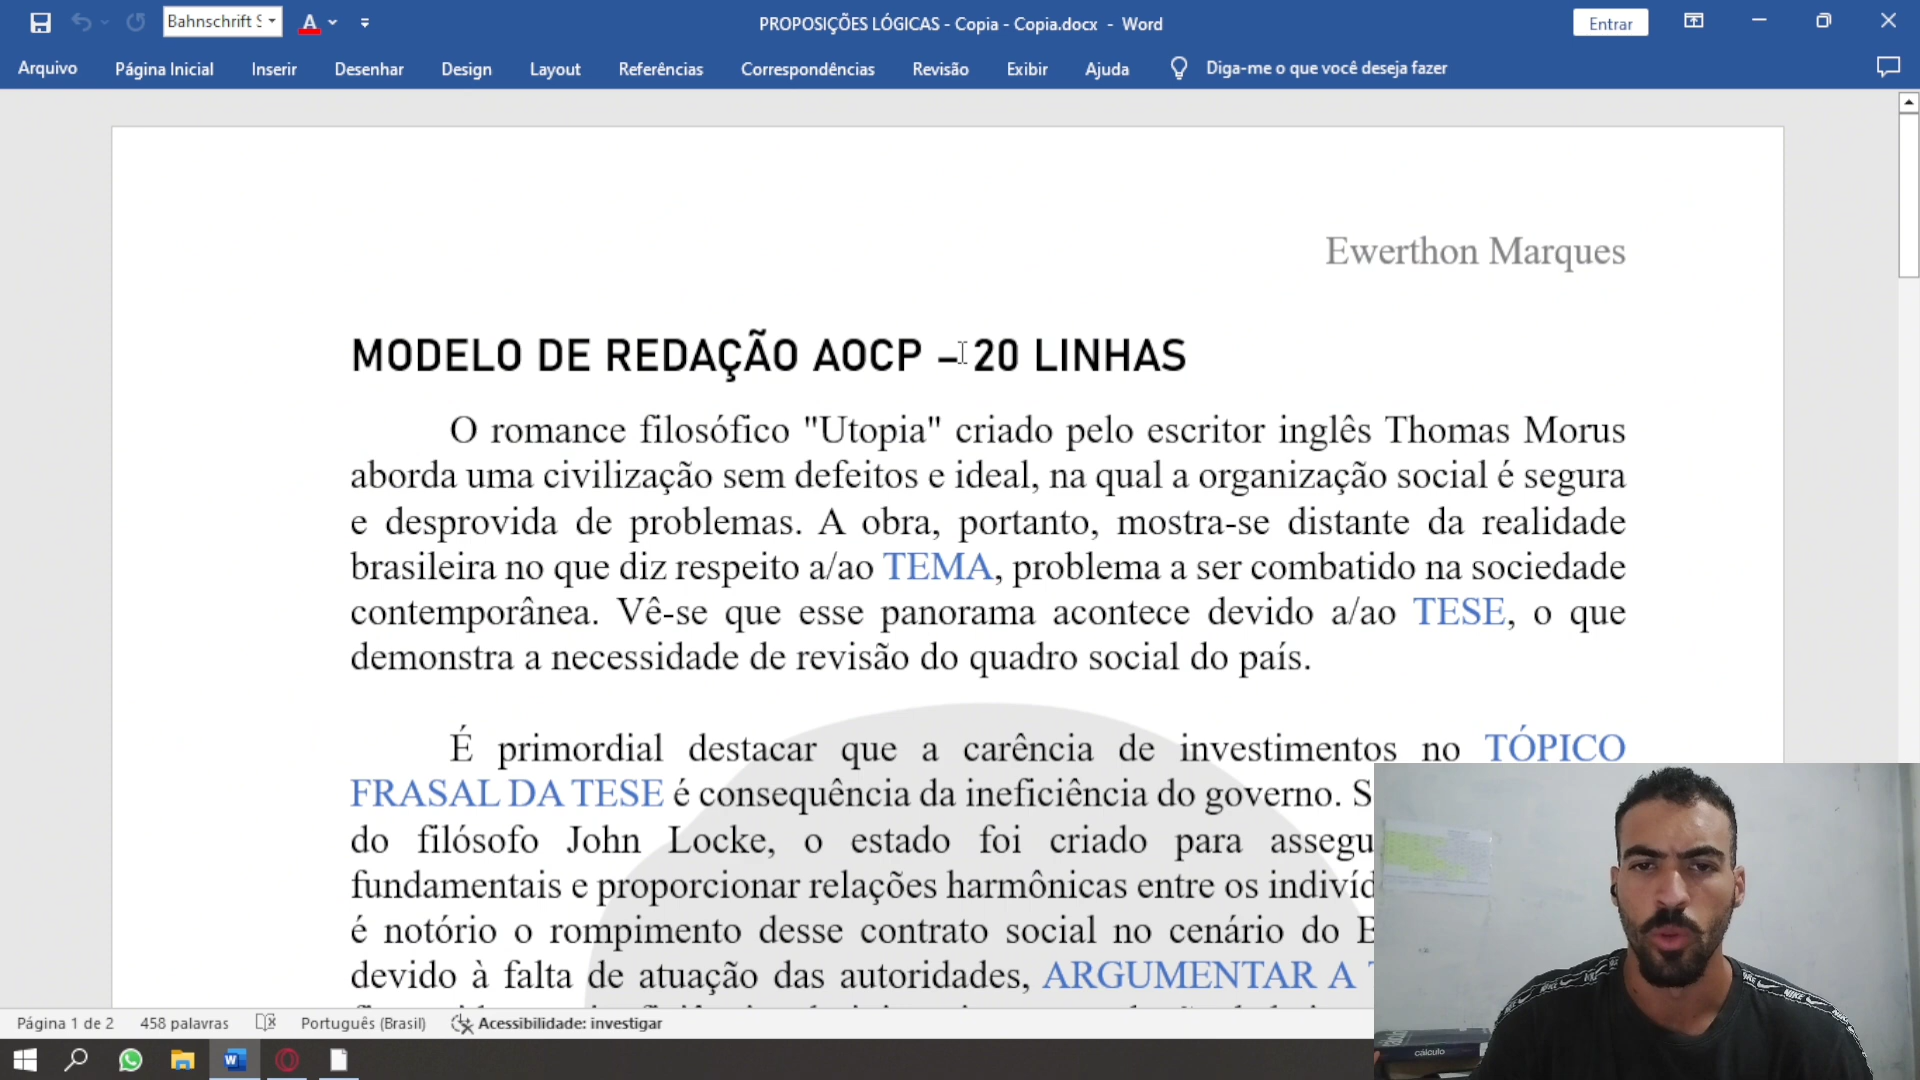 Bahnschrift S
A
PROPOSIÇÕES LÓGICAS - Copia - Copia.docx - Word
Entrar
Arquivo
Página Inicial
Inserir
Desenhar
Design
Layout
Referências
Correspondências
Revisão
Exibir
Ajuda
Diga-me o que você deseja fazer
Ewerthon Marques
MODELO DE REDAÇÃO AOCP – 20 LINHAS
O romance filosófico "Utopia" criado pelo escritor inglês Thomas Morus
aborda uma civilização sem defeitos e ideal, na qual a organização social é segura
e desprovida de problemas. A obra, portanto, mostra-se distante da realidade
brasileira no que diz respeito a/ao TEMA, problema a ser combatido na sociedade
contemporânea. Vê-se que esse panorama acontece devido a/ao TESE, o que
demonstra a necessidade de revisão do quadro social do país.
É primordial destacar que a carência de investimentos no TÓPICO
FRASAL DA TESE é consequência da ineficiência do governo. S
do filósofo John Locke, o estado foi criado para assegu
fundamentais e proporcionar relações harmônicas entre os indivíd
é notório o rompimento desse contrato social no cenário do B
devido à falta de atuação das autoridades, ARGUMENTAR A
Página 1 de 2
458 palavras
Português (Brasil)
Acessibilidade: investigar
cálculo
NIKE